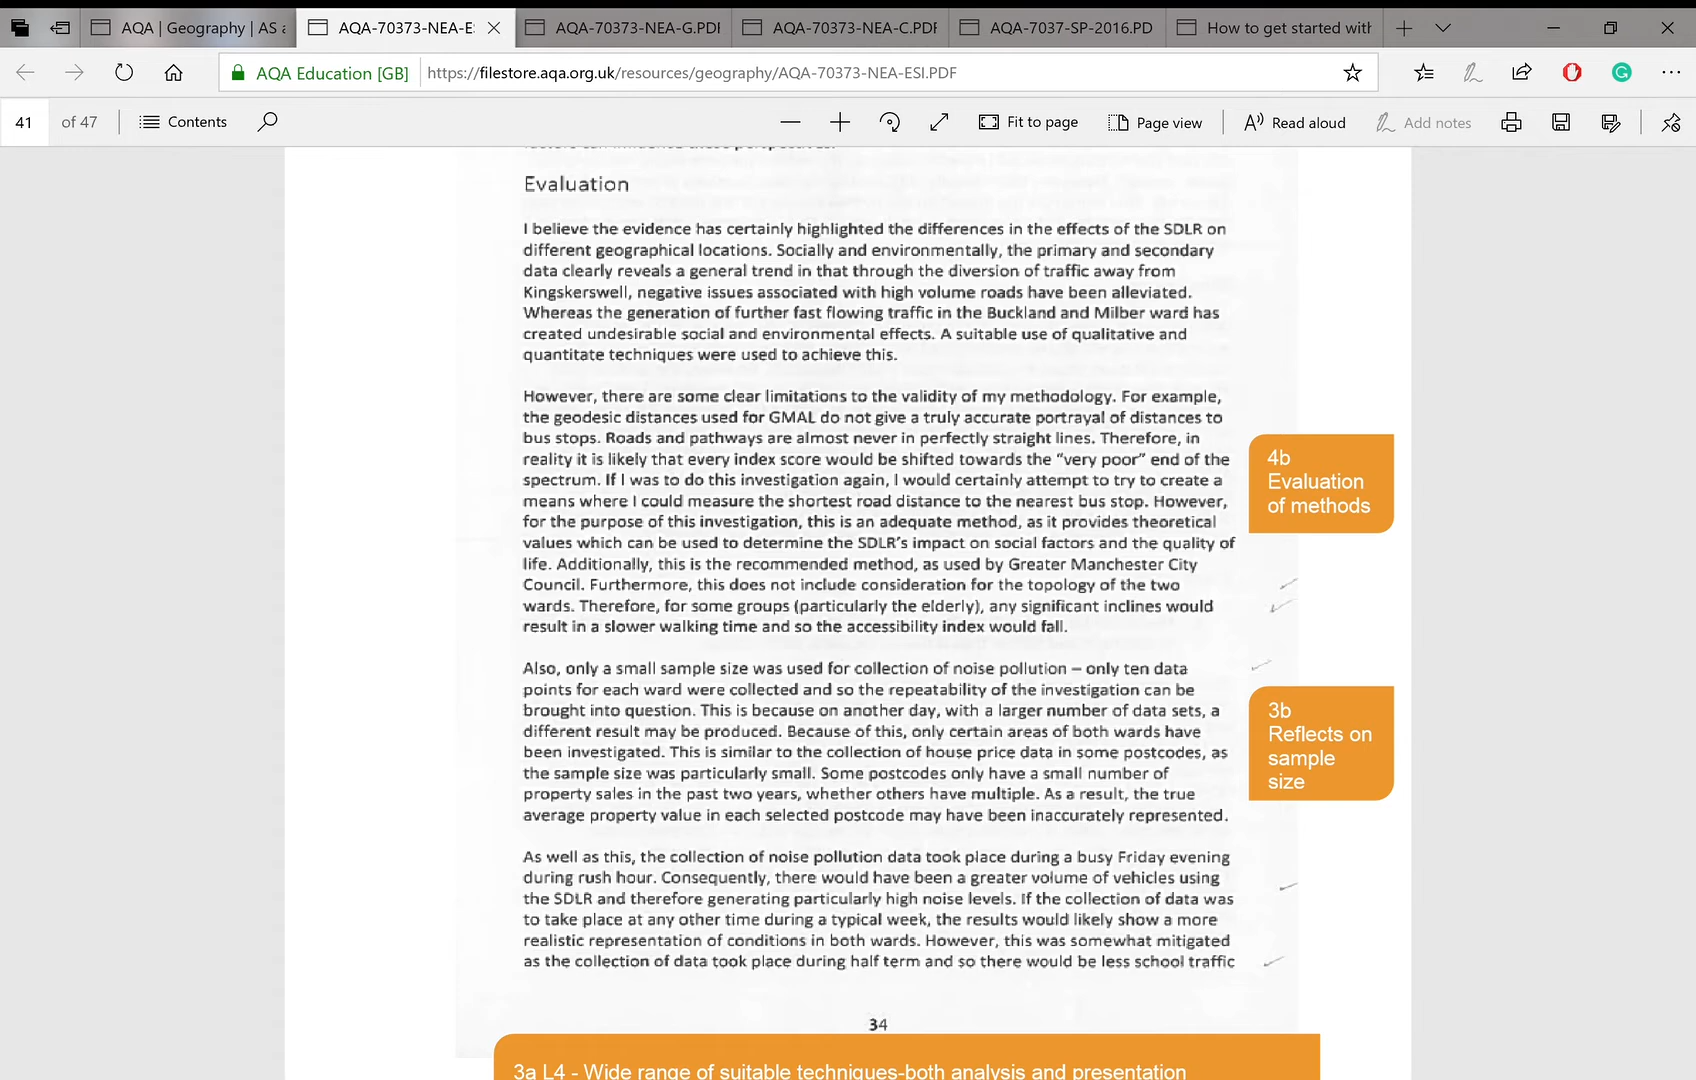 AQA | Geography | AS a
AQA-70373-NEA-ES
AQA-70373-NEA-G.PDF
AQA-70373-NEA-C.PDF
AQA-7037-SP-2016.PD
How to get started with
AQA Education [GB]
https://filestore.aqa.org.uk/resources/geography/AQA-70373-NEA-ESI.PDF
41 of 47
Contents
Fit to page
Page view
Read aloud
Add notes
factors can influence these perspectives.
Evaluation
I believe the evidence has certainly highlighted the differences in the effects of the SDLR on
different geographical locations. Socially and environmentally, the primary and secondary
data clearly reveals a general trend in that through the diversion of traffic away from
Kingskerswell, negative issues associated with high volume roads have been alleviated.
Whereas the generation of further fast flowing traffic in the Buckland and Milber ward has
created undesirable social and environmental effects. A suitable use of qualitative and
quantitate techniques were used to achieve this.
However, there are some clear limitations to the validity of my methodology. For example,
the geodesic distances used for GMAL do not give a truly accurate portrayal of distances to
bus stops. Roads and pathways are almost never in perfectly straight lines. Therefore, in
reality it is likely that every index score would be shifted towards the “very poor” end of the
spectrum. If I was to do this investigation again, I would certainly attempt to try to create a
means where I could measure the shortest road distance to the nearest bus stop. However,
for the purpose of this investigation, this is an adequate method, as it provides theoretical
values which can be used to determine the SDLR’s impact on social factors and the quality of
life. Additionally, this is the recommended method, as used by Greater Manchester City
Council. Furthermore, this does not include consideration for the topology of the two
wards. Therefore, for some groups (particularly the elderly), any significant inclines would
result in a slower walking time and so the accessibility index would fall.
4b
Evaluation
of methods
Also, only a small sample size was used for collection of noise pollution – only ten data
points for each ward were collected and so the repeatability of the investigation can be
brought into question. This is because on another day, with a larger number of data sets, a
different result may be produced. Because of this, only certain areas of both wards have
been investigated. This is similar to the collection of house price data in some postcodes, as
the sample size was particularly small. Some postcodes only have a small number of
property sales in the past two years, whether others have multiple. As a result, the true
average property value in each selected postcode may have been inaccurately represented.
3b
Reflects on
sample
size
As well as this, the collection of noise pollution data took place during a busy Friday evening
during rush hour. Consequently, there would have been a greater volume of vehicles using
the SDLR and therefore generating particularly high noise levels. If the collection of data was
to take place at any other time during a typical week, the results would likely show a more
realistic representation of conditions in both wards. However, this was somewhat mitigated
as the collection of data took place during half term and so there would be less school traffic
34
3a L4 - Wide range of suitable techniques-both analysis and presentation